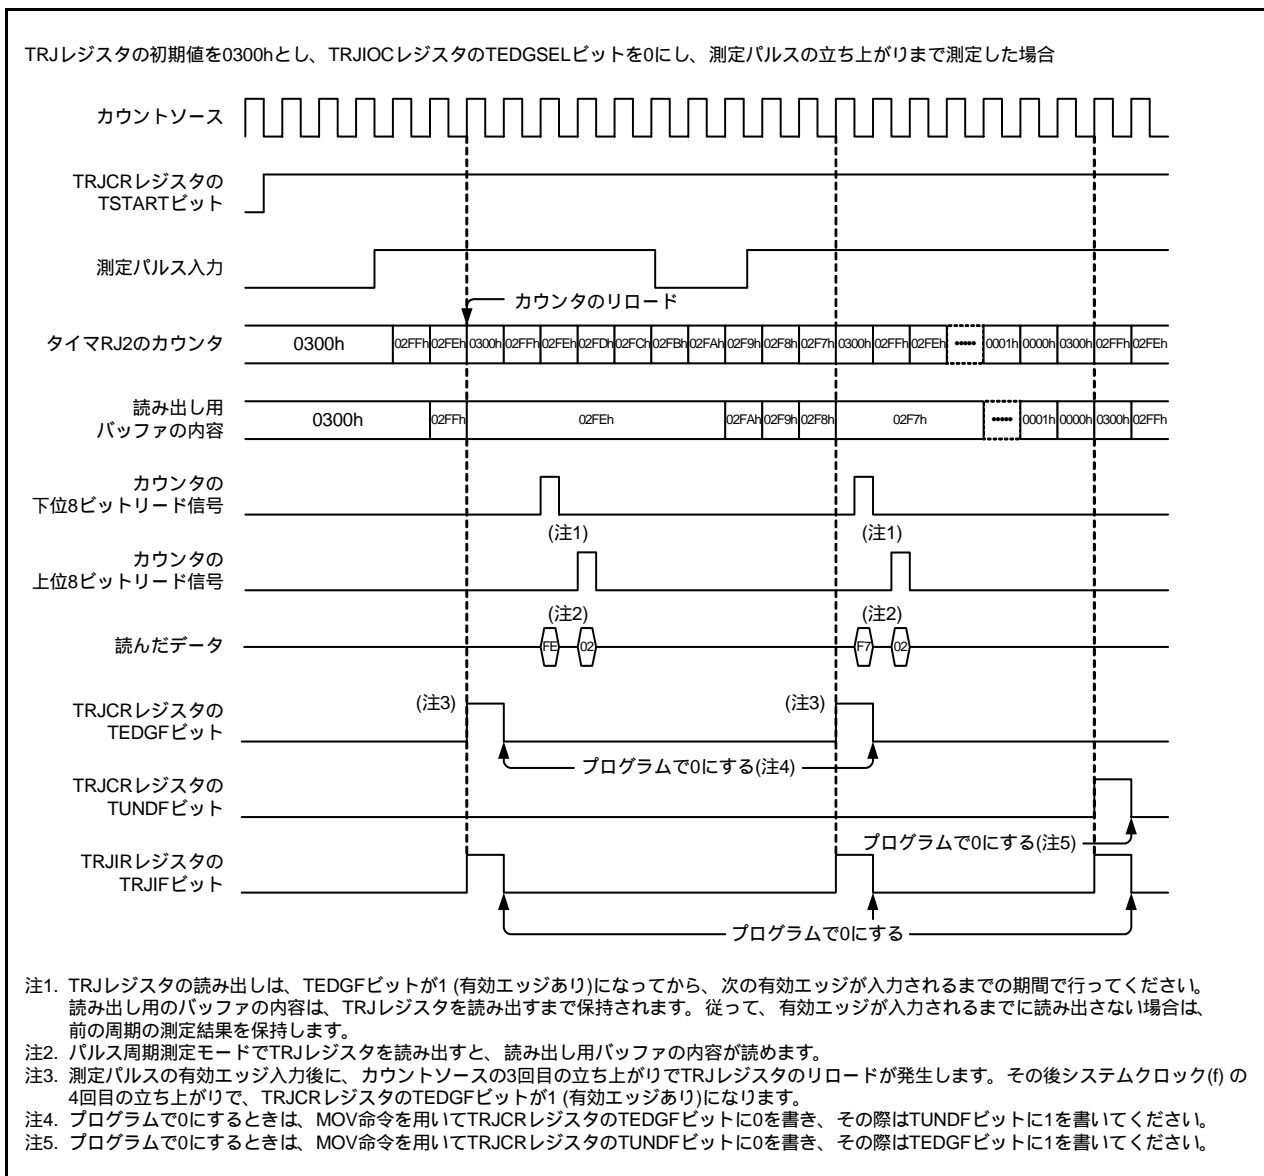 TRJレジスタの初期値を0300hとし、TRJIOCレジスタのTEDGSELビットを0にし、測定パルスの立ち上がりまで測定した場合
カウントソース
TRJCRレジスタの
TSTARTビット
測定パルス入力
カウンタのリロード
タイマRJ2のカウンタ
0300h 02FFh 02FEh 0300h 02FFh 02FEh 02FDh 02FCh 02FBh 02FAh 02F9h 02F8h 02F7h 0300h 02FFh 02FEh ••••• 0001h 0000h 0300h 02FFh 02FEh
読み出し用
バッファの内容
0300h 02FFh 02FEh 02FAh 02F9h 02F8h 02F7h ••••• 0001h 0000h 0300h 02FFh
カウンタの
下位8ビットリード信号
(注1) (注1)
カウンタの
上位8ビットリード信号
(注2) (注2)
読んだデータ
FE 02 F7 02
(注3) (注3)
TRJCRレジスタの
TEDGFビット
プログラムで0にする(注4)
TRJCRレジスタの
TUNDFビット
プログラムで0にする(注5)
TRJIRレジスタの
TRJIFビット
プログラムで0にする
注1. TRJレジスタの読み出しは、TEDGFビットが1 (有効エッジあり)になってから、次の有効エッジが入力されるまでの期間で行ってください。
読み出し用のバッファの内容は、TRJレジスタを読み出すまで保持されます。従って、有効エッジが入力されるまでに読み出さない場合は、
前の周期の測定結果を保持します。
注2. パルス周期測定モードでTRJレジスタを読み出すと、読み出し用バッファの内容が読めます。
注3. 測定パルスの有効エッジ入力後に、カウントソースの3回目の立ち上がりでTRJレジスタのリロードが発生します。その後システムクロック(f) の
4回目の立ち上がりで、TRJCRレジスタのTEDGFビットが1 (有効エッジあり)になります。
注4. プログラムで0にするときは、MOV命令を用いてTRJCRレジスタのTEDGFビットに0を書き、その際はTUNDFビットに1を書いてください。
注5. プログラムで0にするときは、MOV命令を用いてTRJCRレジスタのTUNDFビットに0を書き、その際はTEDGFビットに1を書いてください。